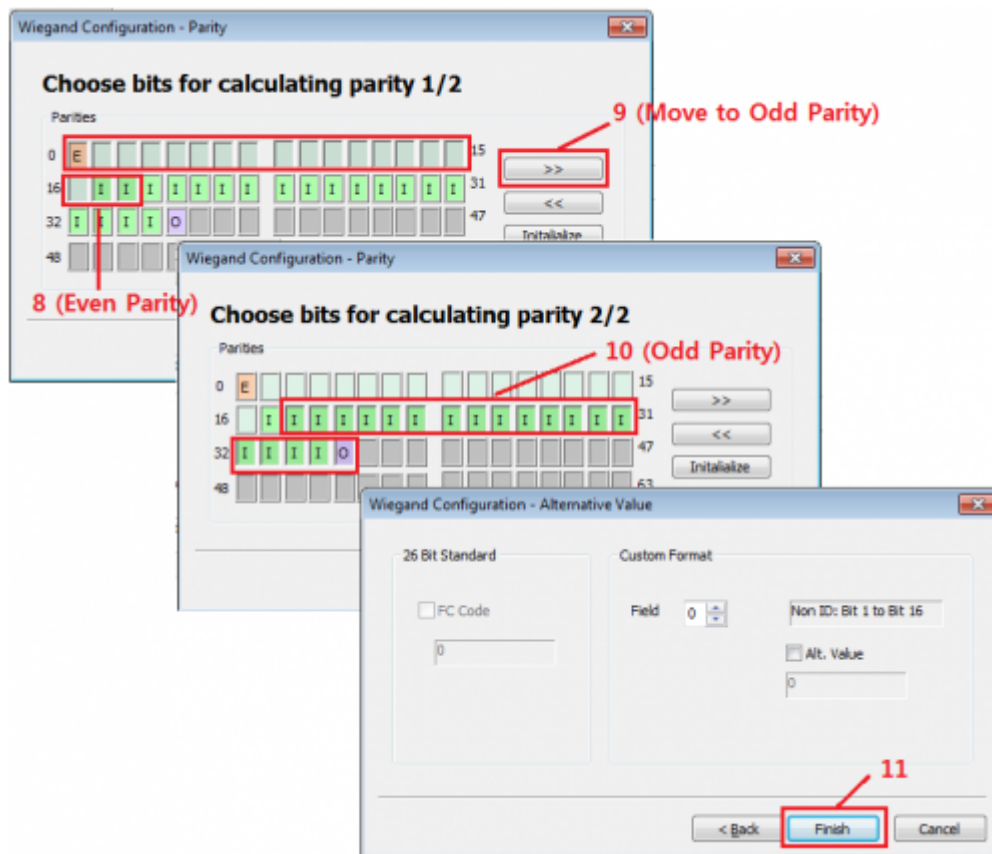 Wiegand Configuration - Parity
Choose bits for calculating parity 1/2
Parities
9 (Move to Odd Parity)
0 E 15
>>
16 I I I I I I I I I I I I I I I 31
<<
32 I I I I O 47
Initalialize
48
8 (Even Parity)
Wiegand Configuration - Parity
Choose bits for calculating parity 2/2
Parities
10 (Odd Parity)
0 E 15
>>
16 I I I I I I I I I I I I I I I 31
<<
32 I I I I O 47
Initalialize
48 63
Wiegand Configuration - Alternative Value
26 Bit Standard
Custom Format
FC Code
0
Field 0
Non ID: Bit 1 to Bit 16
Alt. Value
0
11
< Back
Finish
Cancel